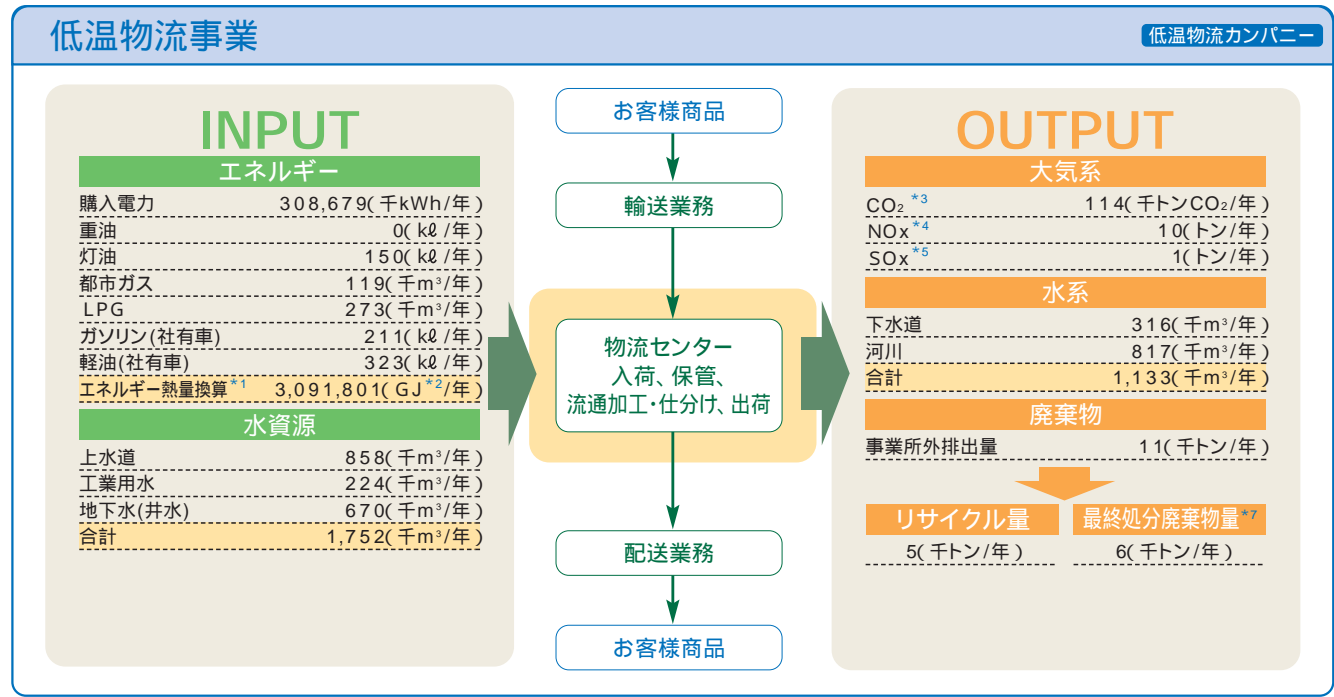 低温物流事業
低温物流カンパニー
INPUT
エネルギー
購入電力 308,679(千kWh/年)
重油 0(kℓ/年)
灯油 150(kℓ/年)
都市ガス 119(千m³/年)
LPG 273(千m³/年)
ガソリン(社有車) 211(kℓ/年)
軽油(社有車) 323(kℓ/年)
エネルギー熱量換算*1 3,091,801(GJ*2/年)
水資源
上水道 858(千m³/年)
工業用水 224(千m³/年)
地下水(井水) 670(千m³/年)
合計 1,752(千m³/年)
お客様商品
輸送業務
物流センター
入荷、保管、
流通加工・仕分け、出荷
配送業務
お客様商品
OUTPUT
大気系
CO₂*3 114(千トンCO₂/年)
NOx*4 10(トン/年)
SOx*5 1(トン/年)
水系
下水道 316(千m³/年)
河川 817(千m³/年)
合計 1,133(千m³/年)
廃棄物
事業所外排出量 11(千トン/年)
リサイクル量 最終処分廃棄物量*7
5(千トン/年) 6(千トン/年)